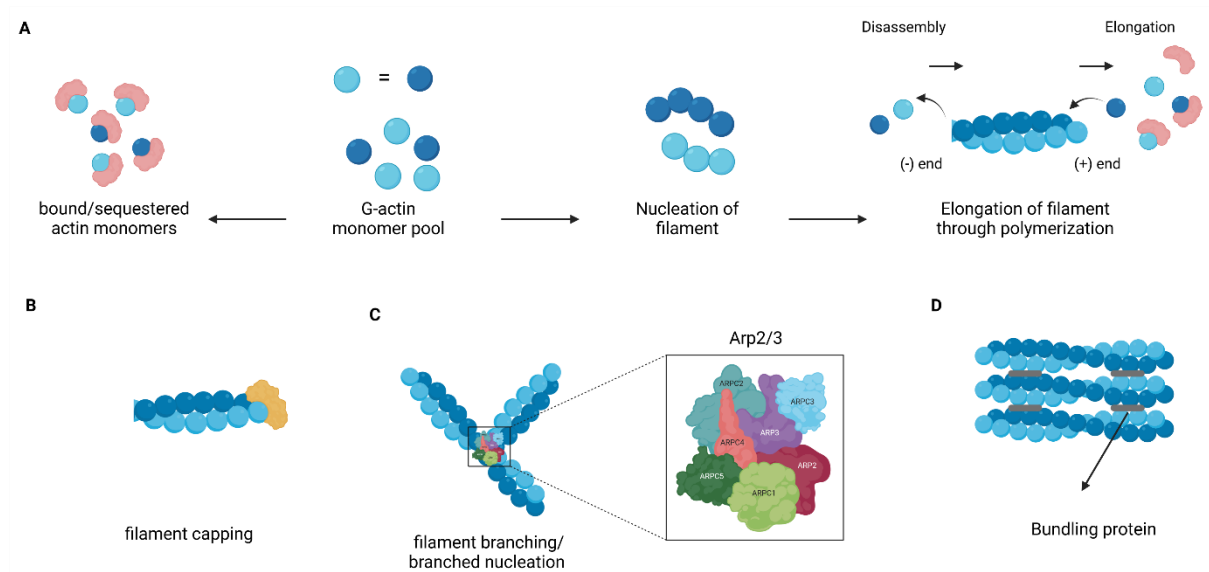 A
Disassembly
Elongation
=
(-) end
(+) end
bound/sequestered
actin monomers
G-actin
monomer pool
Nucleation of
filament
Elongation of filament
through polymerization
B
filament capping
C
filament branching/
branched nucleation
Arp2/3
ARPC2
ARPC3
ARP3
ARPC4
ARP2
ARPC5
ARPC1
D
Bundling protein